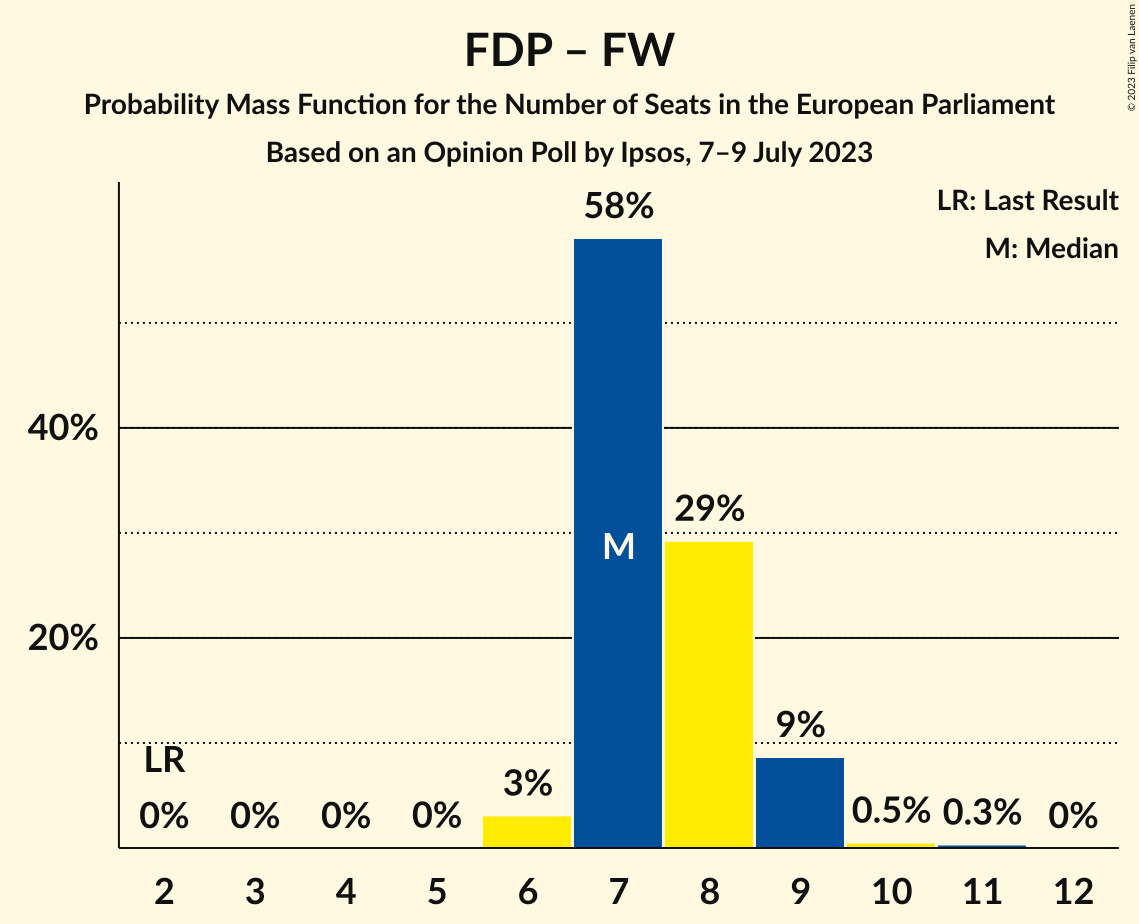 FDP – FW
Probability Mass Function for the Number of Seats in the European Parliament
Based on an Opinion Poll by Ipsos, 7–9 July 2023
© 2023 Filip van Laenen
LR: Last Result
M: Median
58%
40%
29%
M
20%
9%
LR
3%
0% 0% 0% 0% 0.5% 0.3% 0%
2 3 4 5 6 7 8 9 10 11 12